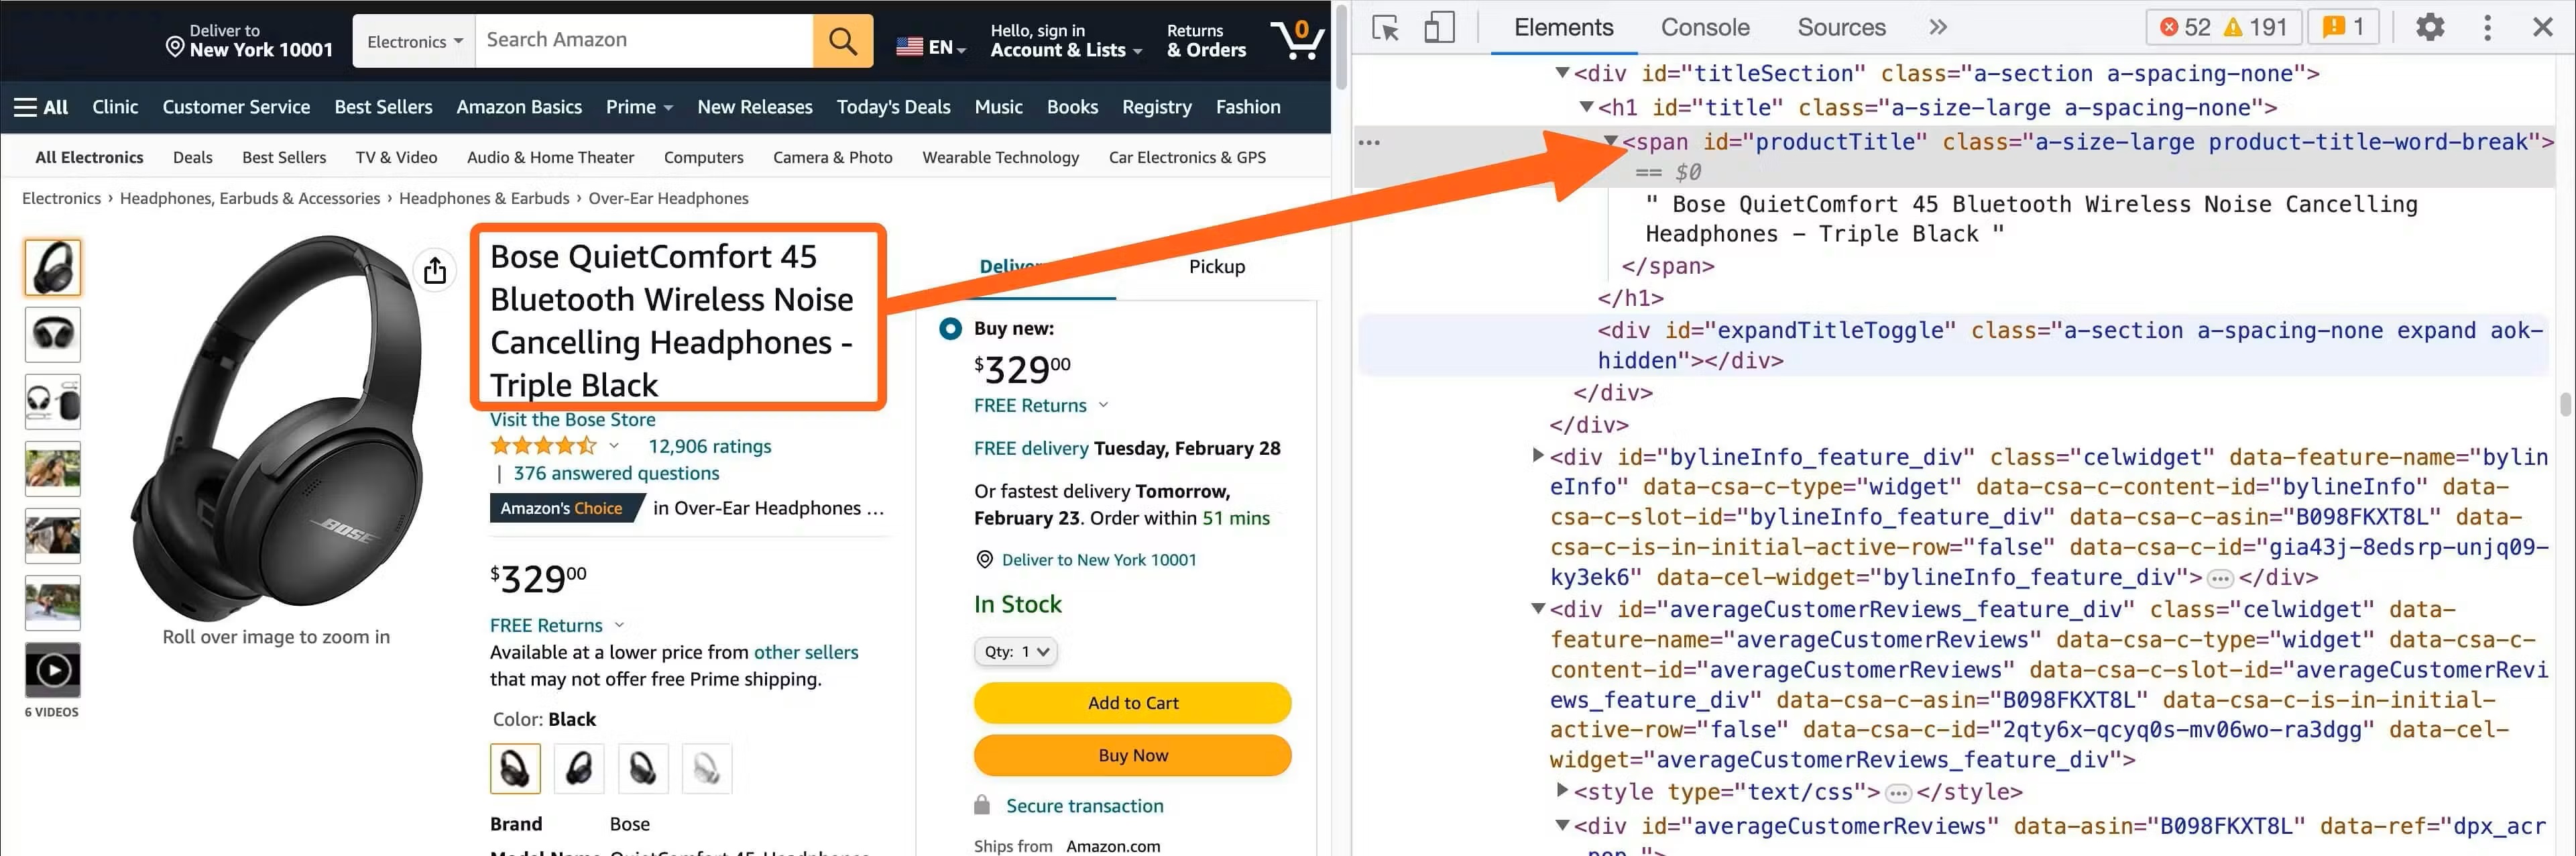 Deliver to
New York 10001
Electronics
Search Amazon
EN
Hello, sign in
Account & Lists
Returns
& Orders
0
All Clinic Customer Service Best Sellers Amazon Basics Prime New Releases Today's Deals Music Books Registry Fashion
All Electronics Deals Best Sellers TV & Video Audio & Home Theater Computers Camera & Photo Wearable Technology Car Electronics & GPS
Electronics › Headphones, Earbuds & Accessories › Headphones & Earbuds › Over-Ear Headphones
BOSE
Roll over image to zoom in
6 VIDEOS
Bose QuietComfort 45
Bluetooth Wireless Noise
Cancelling Headphones -
Triple Black
Visit the Bose Store
12,906 ratings
| 376 answered questions
Amazon's Choice in Over-Ear Headphones ...
$32900
FREE Returns
Available at a lower price from other sellers
that may not offer free Prime shipping.
Color: Black
Brand Bose
Pickup
Buy new:
$32900
FREE Returns
FREE delivery Tuesday, February 28
Or fastest delivery Tomorrow,
February 23. Order within 51 mins
Deliver to New York 10001
In Stock
Qty: 1
Add to Cart
Buy Now
Secure transaction
Ships from Amazon.com
Elements Console Sources » 52 191 1
<div id="titleSection" class="a-section a-spacing-none">
<h1 id="title" class="a-size-large a-spacing-none">
<span id="productTitle" class="a-size-large product-title-word-break">
== $0
" Bose QuietComfort 45 Bluetooth Wireless Noise Cancelling
Headphones – Triple Black "
</span>
</h1>
<div id="expandTitleToggle" class="a-section a-spacing-none expand aok-
hidden"></div>
</div>
</div>
<div id="bylineInfo_feature_div" class="celwidget" data-feature-name="bylin
eInfo" data-csa-c-type="widget" data-csa-c-content-id="bylineInfo" data-
csa-c-slot-id="bylineInfo_feature_div" data-csa-c-asin="B098FKXT8L" data-
csa-c-is-in-initial-active-row="false" data-csa-c-id="gia43j-8edsrp-unjq09-
ky3ek6" data-cel-widget="bylineInfo_feature_div">…</div>
<div id="averageCustomerReviews_feature_div" class="celwidget" data-
feature-name="averageCustomerReviews" data-csa-c-type="widget" data-csa-c-
content-id="averageCustomerReviews" data-csa-c-slot-id="averageCustomerRevi
ews_feature_div" data-csa-c-asin="B098FKXT8L" data-csa-c-is-in-initial-
active-row="false" data-csa-c-id="2qty6x-qcyq0s-mv06wo-ra3dgg" data-cel-
widget="averageCustomerReviews_feature_div">
<style type="text/css">…</style>
<div id="averageCustomerReviews" data-asin="B098FKXT8L" data-ref="dpx_acr